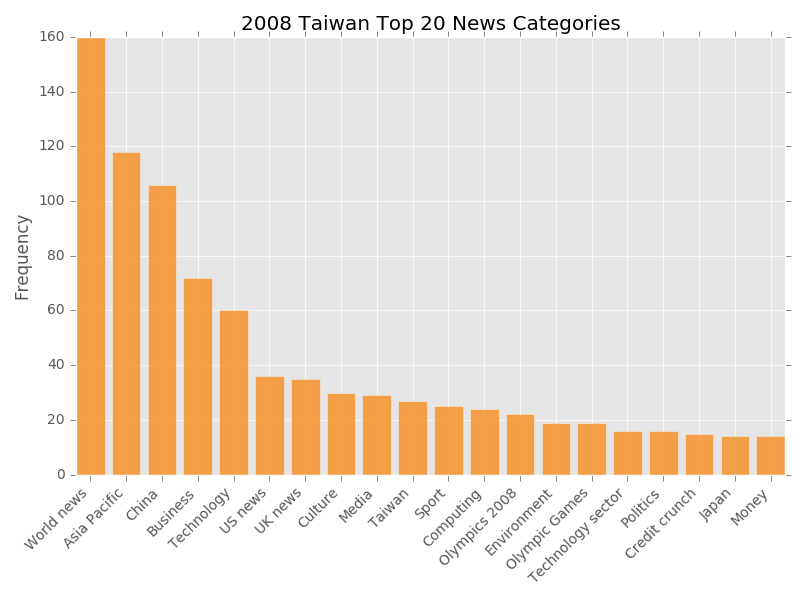 2008 Taiwan Top 20 News Categories
160
140
120
100
80
60
40
20
0
Frequency
World news
Asia Pacific
China
Business
Technology
US news
UK news
Culture
Media
Taiwan
Sport
Computing
Olympics 2008
Environment
Olympic Games
Technology sector
Politics
Credit crunch
Japan
Money